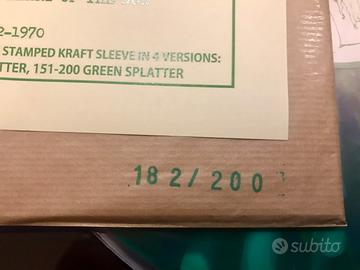 2-1970
STAMPED KRAFT SLEEVE IN 4 VERSIONS:
TTER, 151-200 GREEN SPLATTER
182/200
subito